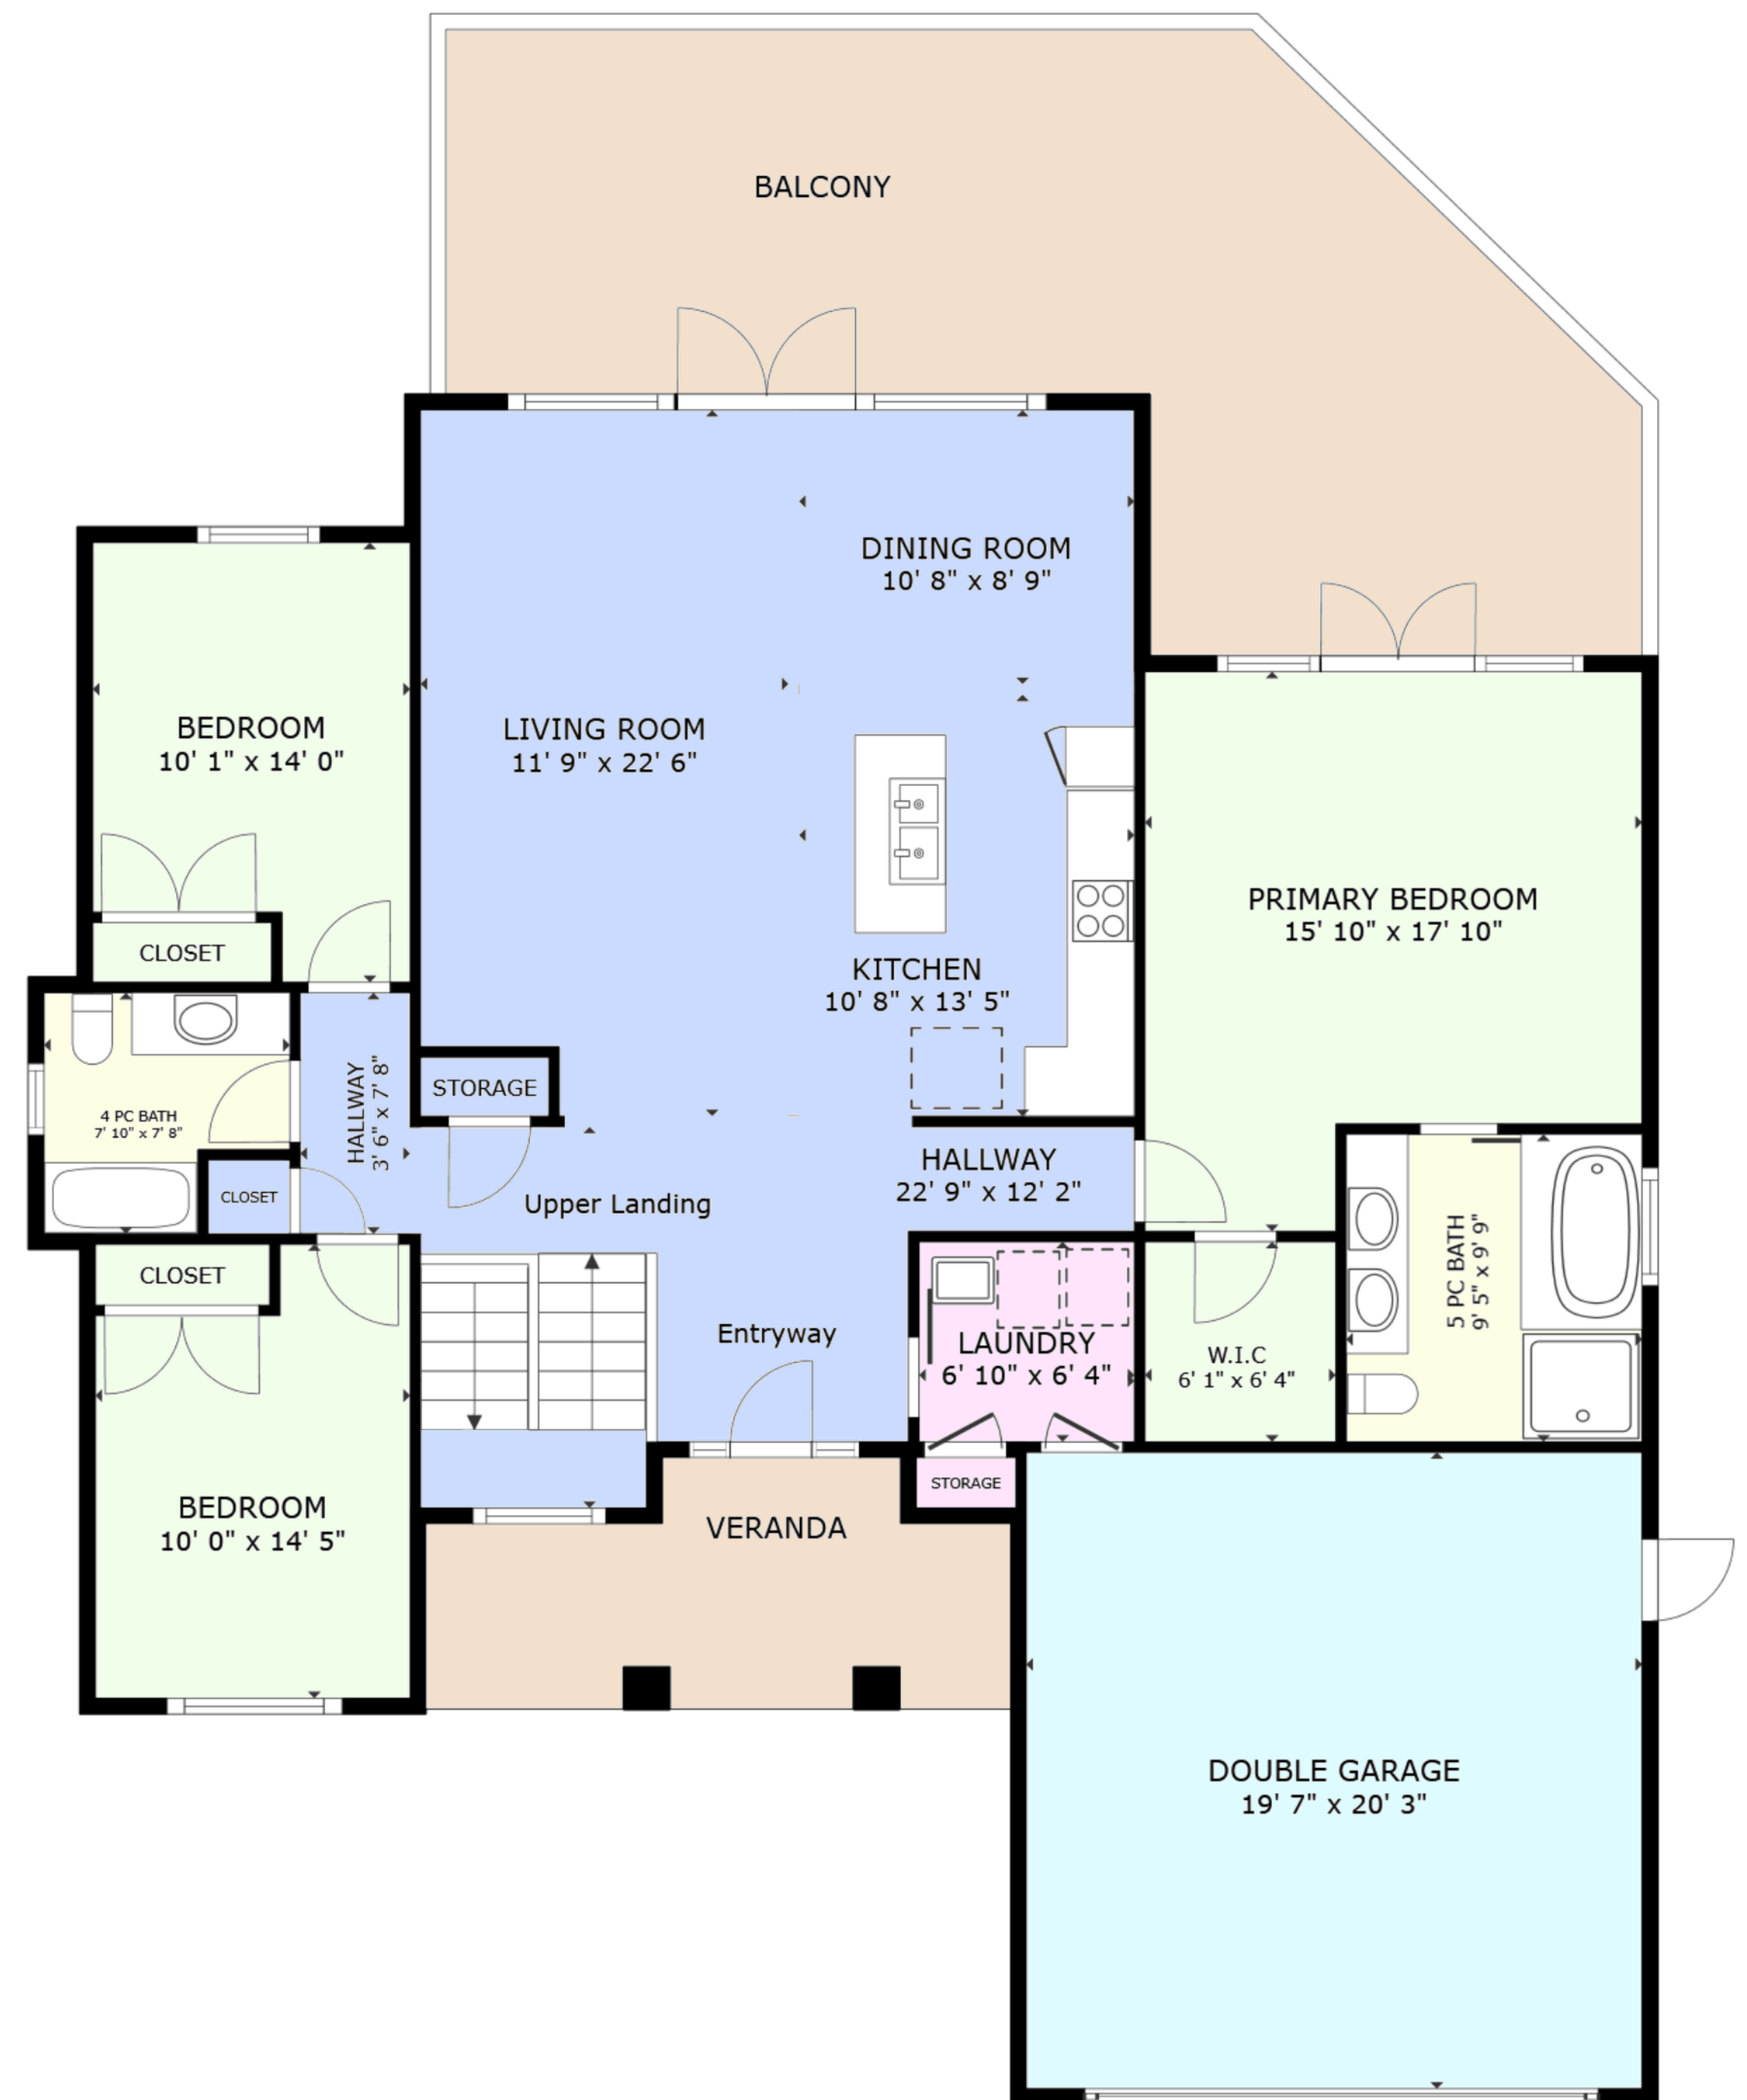 BALCONY
DINING ROOM
10' 8" x 8' 9"
BEDROOM
10' 1" x 14' 0"
LIVING ROOM
11' 9" x 22' 6"
PRIMARY BEDROOM
15' 10" x 17' 10"
CLOSET
KITCHEN
10' 8" x 13' 5"
HALLWAY
3' 6" x 7' 8"
STORAGE
4 PC BATH
7' 10" x 7' 8"
HALLWAY
22' 9" x 12' 2"
CLOSET
Upper Landing
CLOSET
5 PC BATH
9' 5" x 9' 9"
Entryway
LAUNDRY
6' 10" x 6' 4"
W.I.C
6' 1" x 6' 4"
STORAGE
BEDROOM
10' 0" x 14' 5"
VERANDA
DOUBLE GARAGE
19' 7" x 20' 3"